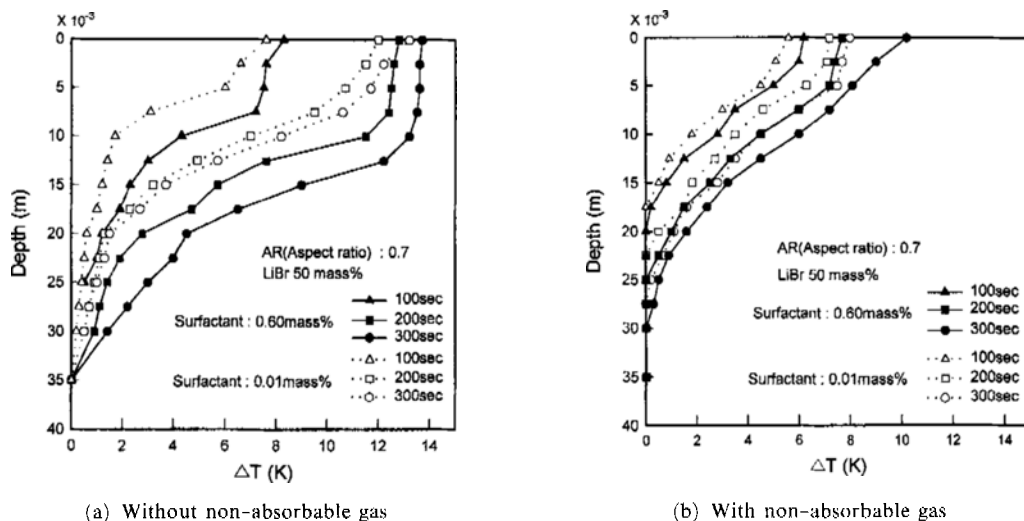 X 10⁻³
0
5
10
15
20
25
30
35
40
Depth (m)
0 2 4 6 8 10 12 14
△T (K)
AR(Aspect ratio) : 0.7
LiBr 50 mass%
Surfactant : 0.60mass%
100sec
200sec
300sec
Surfactant : 0.01mass%
100sec
200sec
300sec
(a) Without non-absorbable gas
X 10⁻³
0
5
10
15
20
25
30
35
40
Depth (m)
0 2 4 6 8 10 14
△T (K)
AR(Aspect ratio) : 0.7
LiBr 50 mass%
Surfactant : 0.60mass%
100sec
200sec
300sec
Surfactant : 0.01mass%
100sec
200sec
300sec
(b) With non-absorbable gas